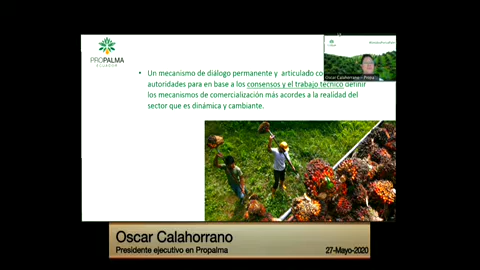 PROPALMA
ECUADOR
• Un mecanismo de diálogo permanente y articulado co
autoridades para en base a los consensos y el trabajo técnico definir
los mecanismos de comercialización más acordes a la realidad del
sector que es dinámica y cambiante.
Oscar Calahorrano
Oscar Calahorrano
Presidente ejecutivo en Propalma
27-Mayo-2020